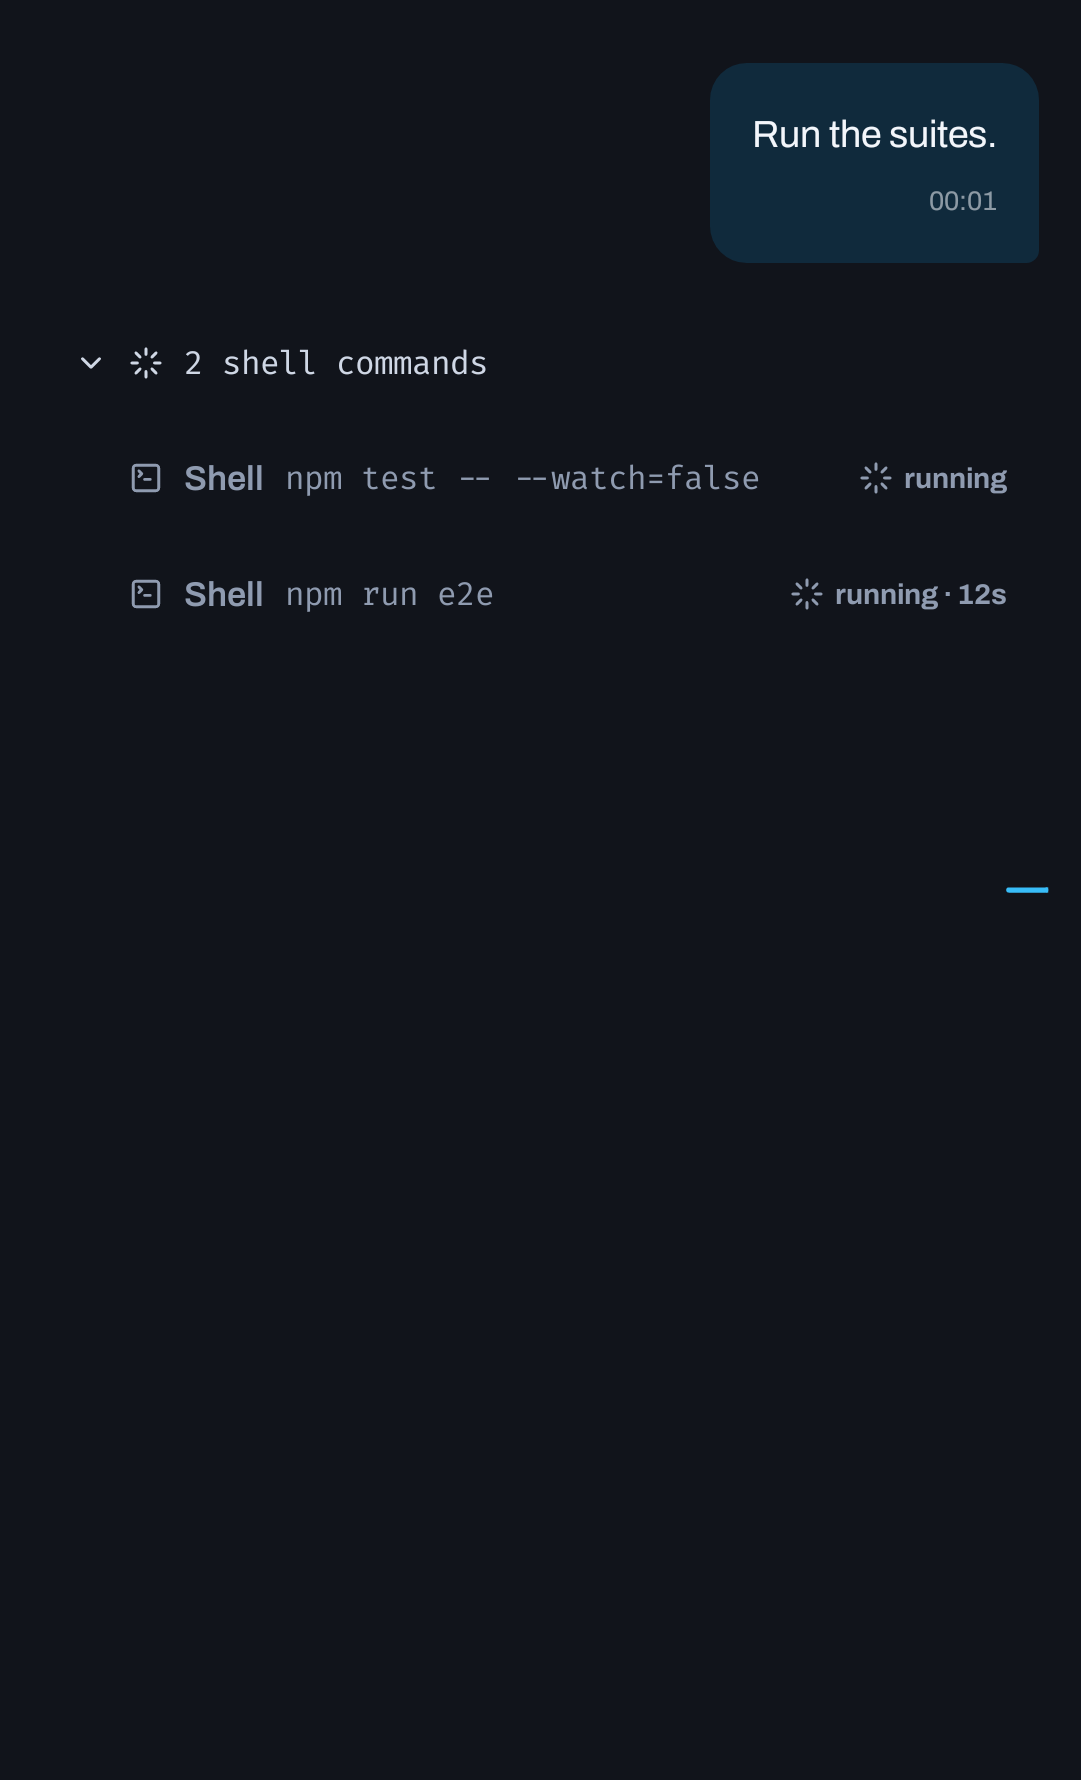 Run the suites.
00:01
2 shell commands
Shell npm test -- --watch=false running
Shell npm run e2e running · 12s